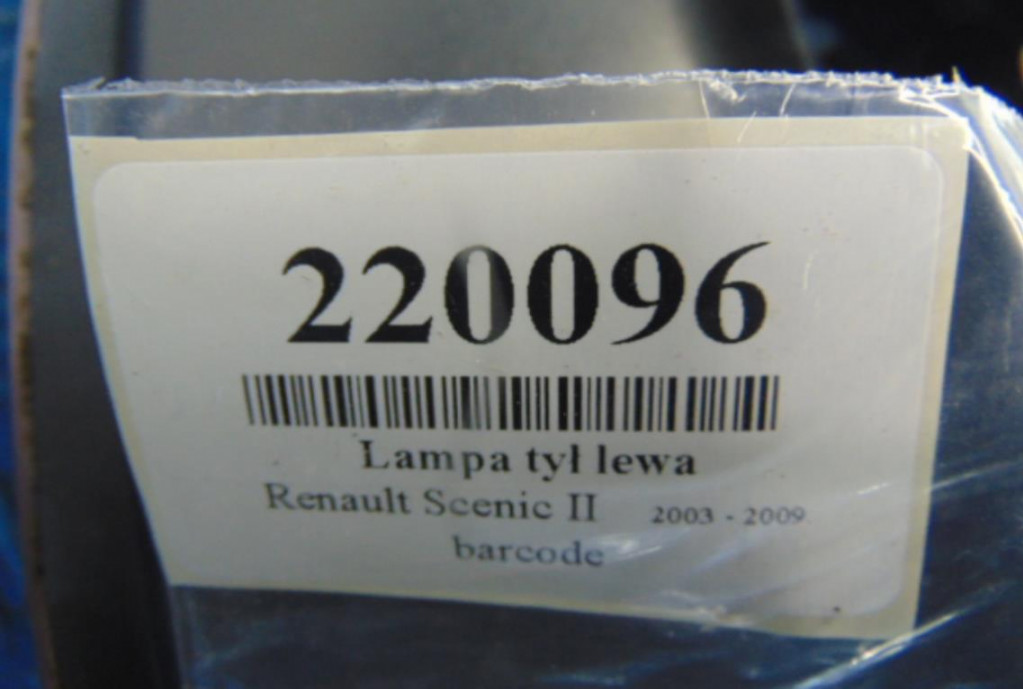 220096
Lampa tył lewa
Renault Scenic II 2003 - 2009
barcode